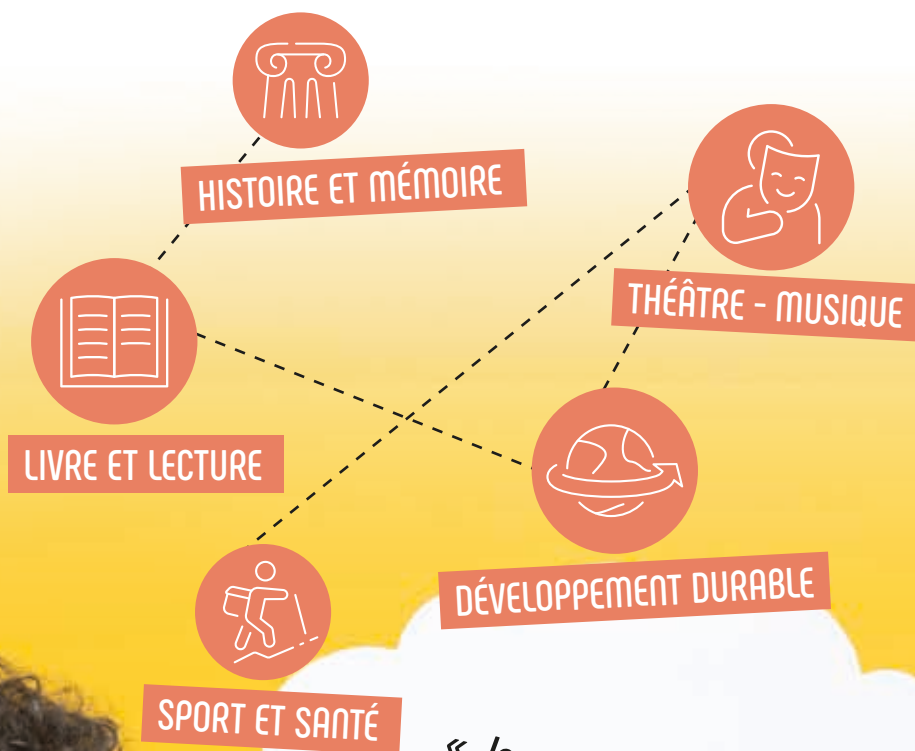 HISTOIRE ET MÉMOIRE
THÉÂTRE - MUSIQUE
LIVRE ET LECTURE
DÉVELOPPEMENT DURABLE
SPORT ET SANTÉ
«